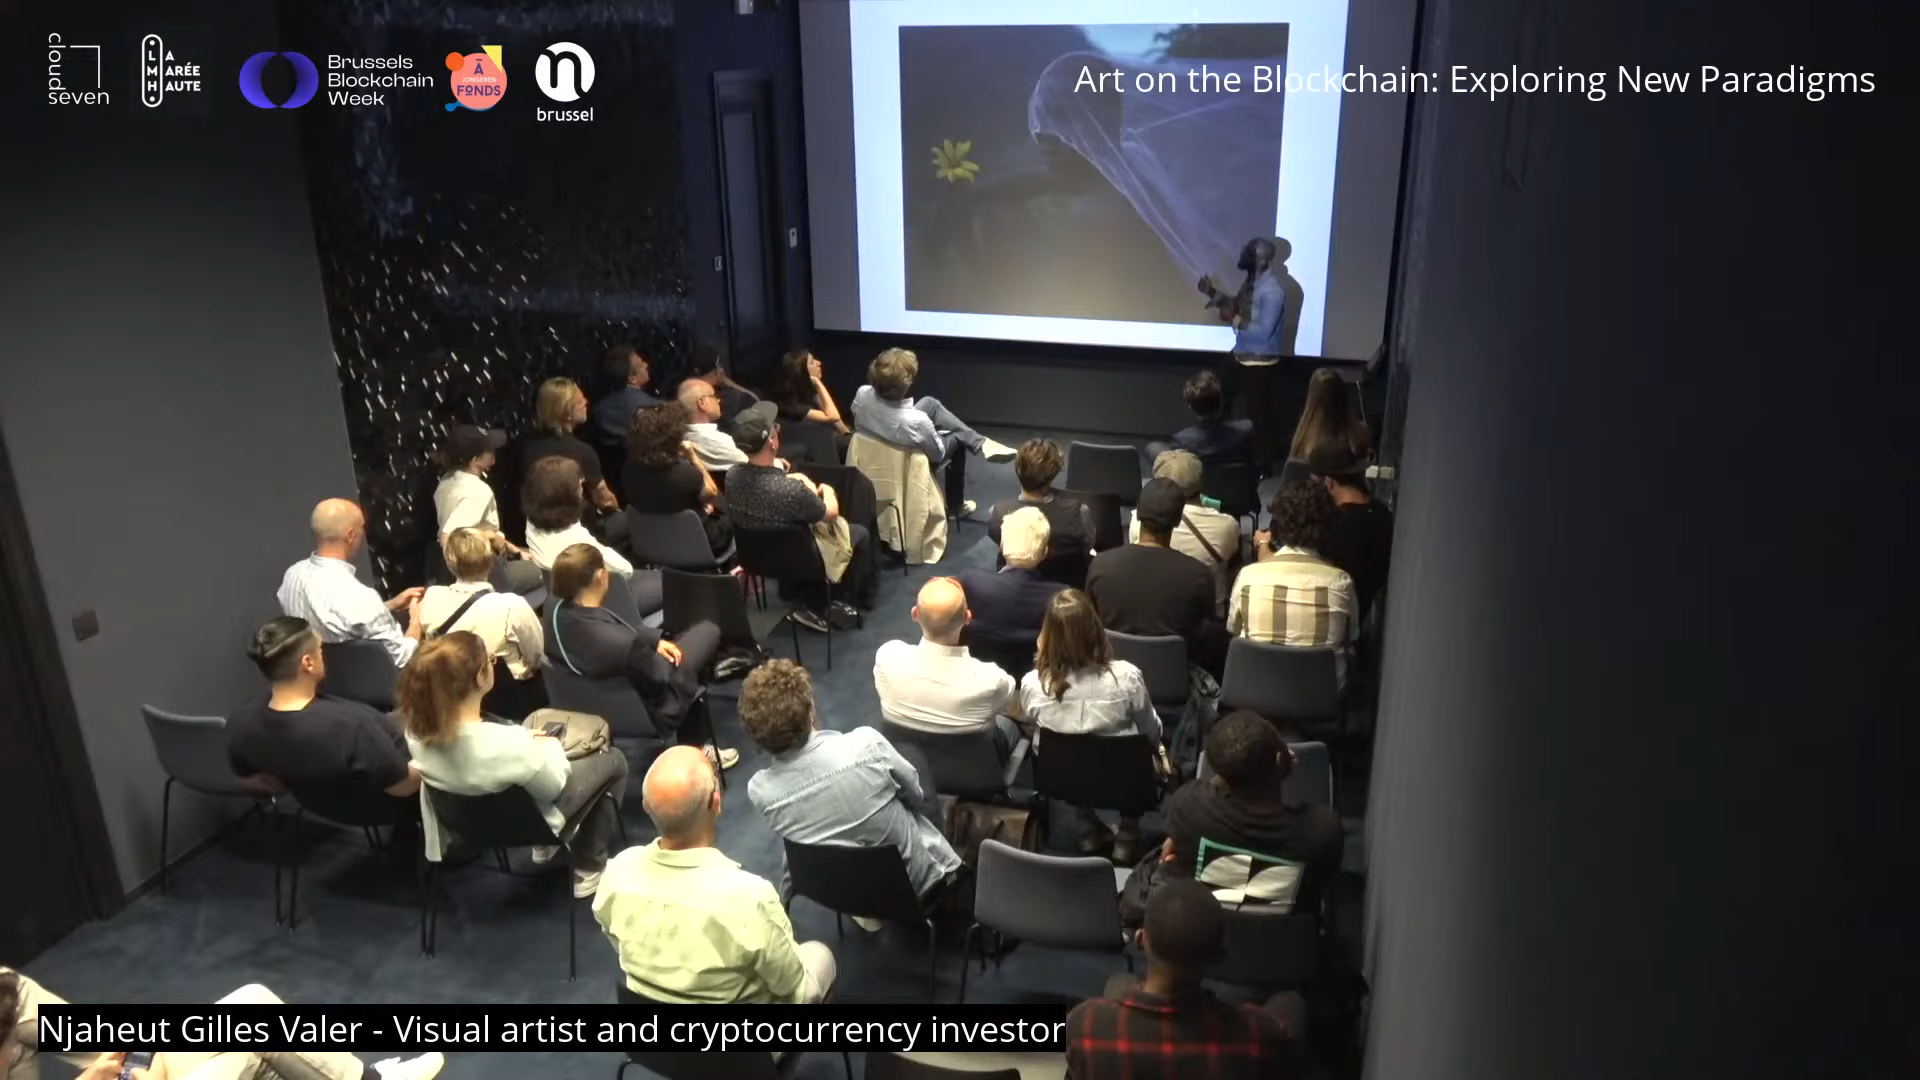 cloud
seven
LMH
LA
MARÉE
HAUTE
Brussels
Blockchain
Week
Ā
JONGEREN
FONDS
n
brussel
Art on the Blockchain: Exploring New Paradigms
Njaheut Gilles Valer - Visual artist and cryptocurrency investor